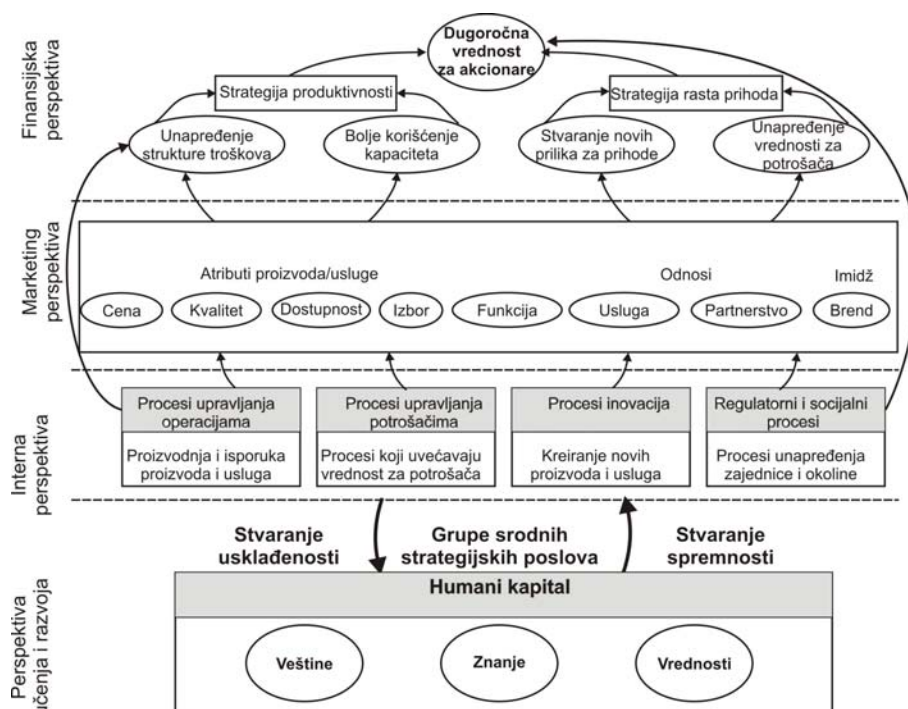 Finansijska
perspektiva
Dugoročna
vrednost
za akcionare
Strategija produktivnosti
Strategija rasta prihoda
Unapređenje
strukture troškova
Bolje korišćenje
kapaciteta
Stvaranje novih
prilika za prihode
Unapređenje
vrednosti za
potrošača
Marketing
perspektiva
Atributi proizvoda/usluge
Odnosi
Imidž
Cena
Kvalitet
Dostupnost
Izbor
Funkcija
Usluga
Partnerstvo
Brend
Interna
perspektiva
Procesi upravljanja
operacijama
Proizvodnja i isporuka
proizvoda i usluga
Procesi upravljanja
potrošačima
Procesi koji uvećavaju
vrednost za potrošača
Procesi inovacija
Kreiranje novih
proizvoda i usluga
Regulatorni i socijalni
procesi
Procesi unapređenja
zajednice i okoline
Stvaranje
usklađenosti
Grupe srodnih
strategijskih poslova
Stvaranje
spremnosti
Perspektiva
učenja i razvoja
Humani kapital
Veštine
Znanje
Vrednosti